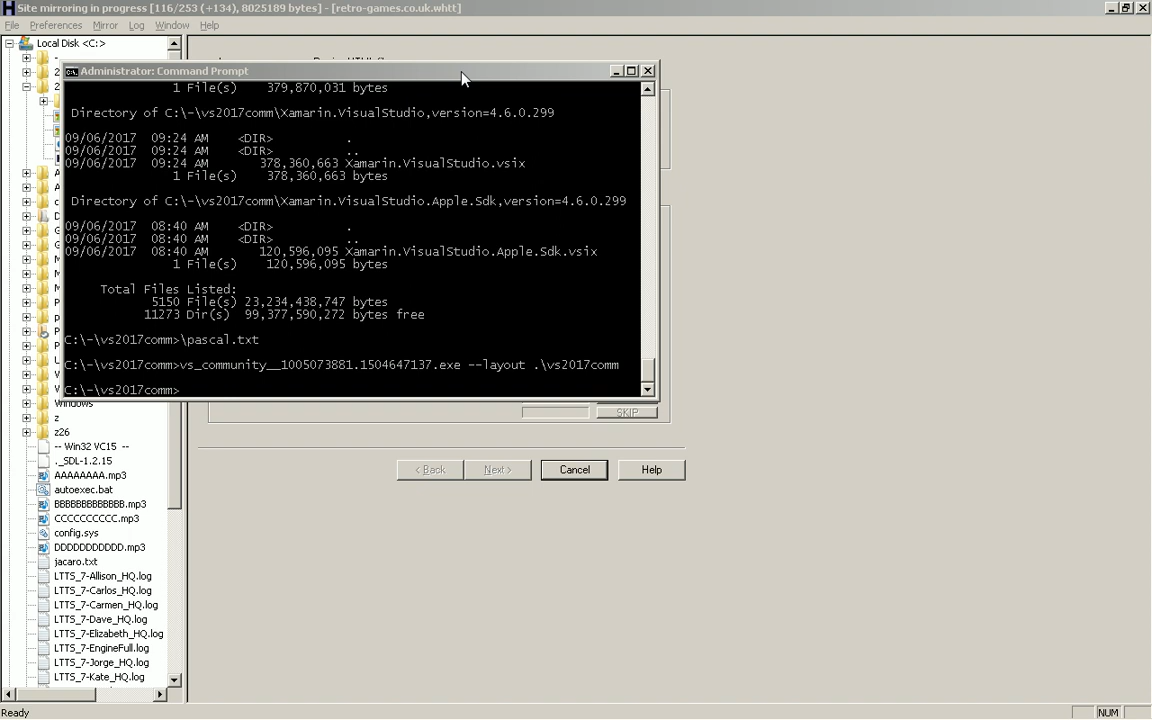 Site mirroring in progress [116/253 (+134), 8025189 bytes] - [retro-games.co.uk.whtt]
File Preferences Mirror Log Window Help
Local Disk <C:>
Administrator: Command Prompt
1 File(s) 379,870,031 bytes
Directory of C:\-\vs2017comm\Xamarin.VisualStudio,version=4.6.0.299
09/06/2017 09:24 AM <DIR> .
09/06/2017 09:24 AM <DIR> ..
09/06/2017 09:24 AM 378,360,663 Xamarin.VisualStudio.vsix
1 File(s) 378,360,663 bytes
Directory of C:\-\vs2017comm\Xamarin.VisualStudio.Apple.Sdk,version=4.6.0.299
09/06/2017 08:40 AM <DIR> .
09/06/2017 08:40 AM <DIR> ..
09/06/2017 08:40 AM 120,596,095 Xamarin.VisualStudio.Apple.Sdk.vsix
1 File(s) 120,596,095 bytes
Total Files Listed:
5150 File(s) 23,234,438,747 bytes
11273 Dir(s) 99,377,590,272 bytes free
C:\-\vs2017comm>\pascal.txt
C:\-\vs2017comm>vs_community__1005073881.1504647137.exe --layout .\vs2017comm
C:\-\vs2017comm>
Windows
SKIP
z
z26
-- Win32 VC15 --
._SDL-1.2.15
< Back Next > Cancel Help
AAAAAAAA.mp3
autoexec.bat
BBBBBBBBBBBB.mp3
CCCCCCCCCC.mp3
config.sys
DDDDDDDDDDD.mp3
jacaro.txt
LTTS_7-Allison_HQ.log
LTTS_7-Carlos_HQ.log
LTTS_7-Carmen_HQ.log
LTTS_7-Dave_HQ.log
LTTS_7-Elizabeth_HQ.log
LTTS_7-EngineFull.log
LTTS_7-Jorge_HQ.log
LTTS_7-Kate_HQ.log
Ready
NUM